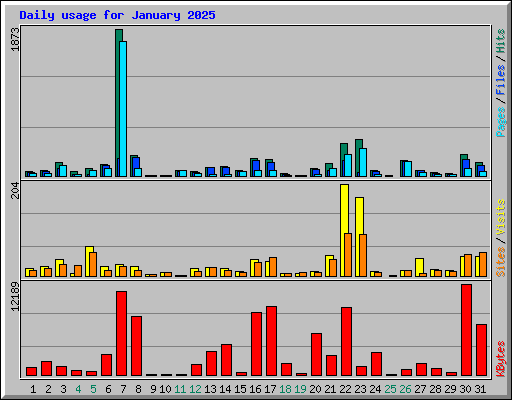 Daily usage for January 2025
1873
Pages / Files / Hits
204
Sites / Visits
12189
KBytes
1 2 3 4 5 6 7 8 9 10 11 12 13 14 15 16 17 18 19 20 21 22 23 24 25 26 27 28 29 30 31